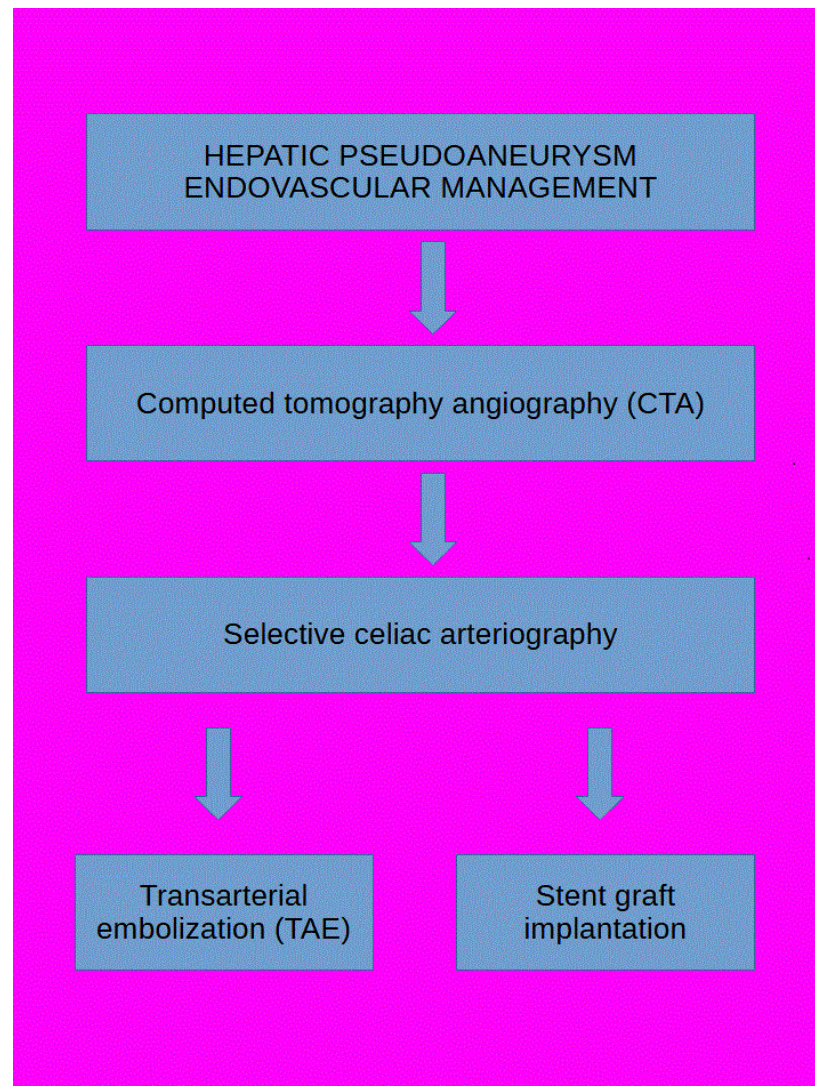 HEPATIC PSEUDOANEURYSM
ENDOVASCULAR MANAGEMENT
Computed tomography angiography (CTA)
Selective celiac arteriography
Transarterial
embolization (TAE)
Stent graft
implantation